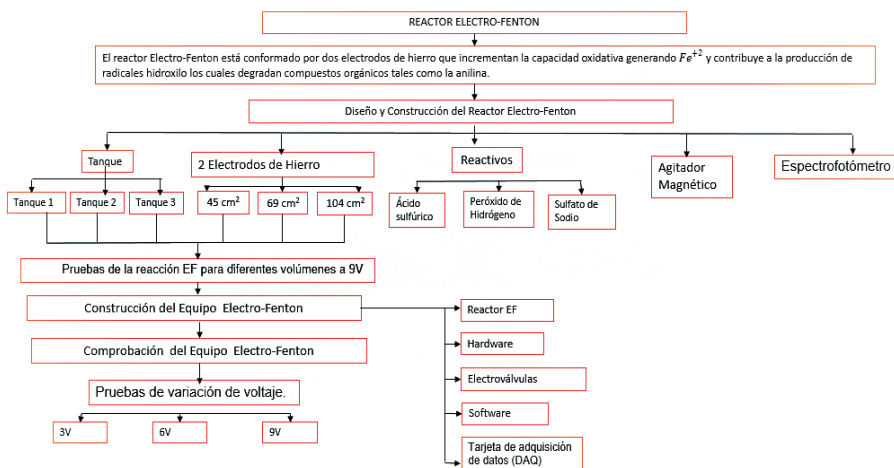 REACTOR ELECTRO-FENTON
El reactor Electro-Fenton está conformado por dos electrodos de hierro que incrementan la capacidad oxidativa generando Fe⁺² y contribuye a la producción de
radicales hidroxilo los cuales degradan compuestos orgánicos tales como la anilina.
Diseño y Construcción del Reactor Electro-Fenton
Tanque
2 Electrodos de Hierro
Reactivos
Agitador
Magnético
Espectrofotómetro
Tanque 1
Tanque 2
Tanque 3
45 cm²
69 cm²
104 cm²
Ácido
sulfúrico
Peróxido de
Hidrógeno
Sulfato de
Sodio
Pruebas de la reacción EF para diferentes volúmenes a 9V
Construcción del Equipo Electro-Fenton
Comprobación del Equipo Electro-Fenton
Pruebas de variación de voltaje.
3V
6V
9V
Reactor EF
Hardware
Electroválvulas
Software
Tarjeta de adquisición
de datos (DAQ)